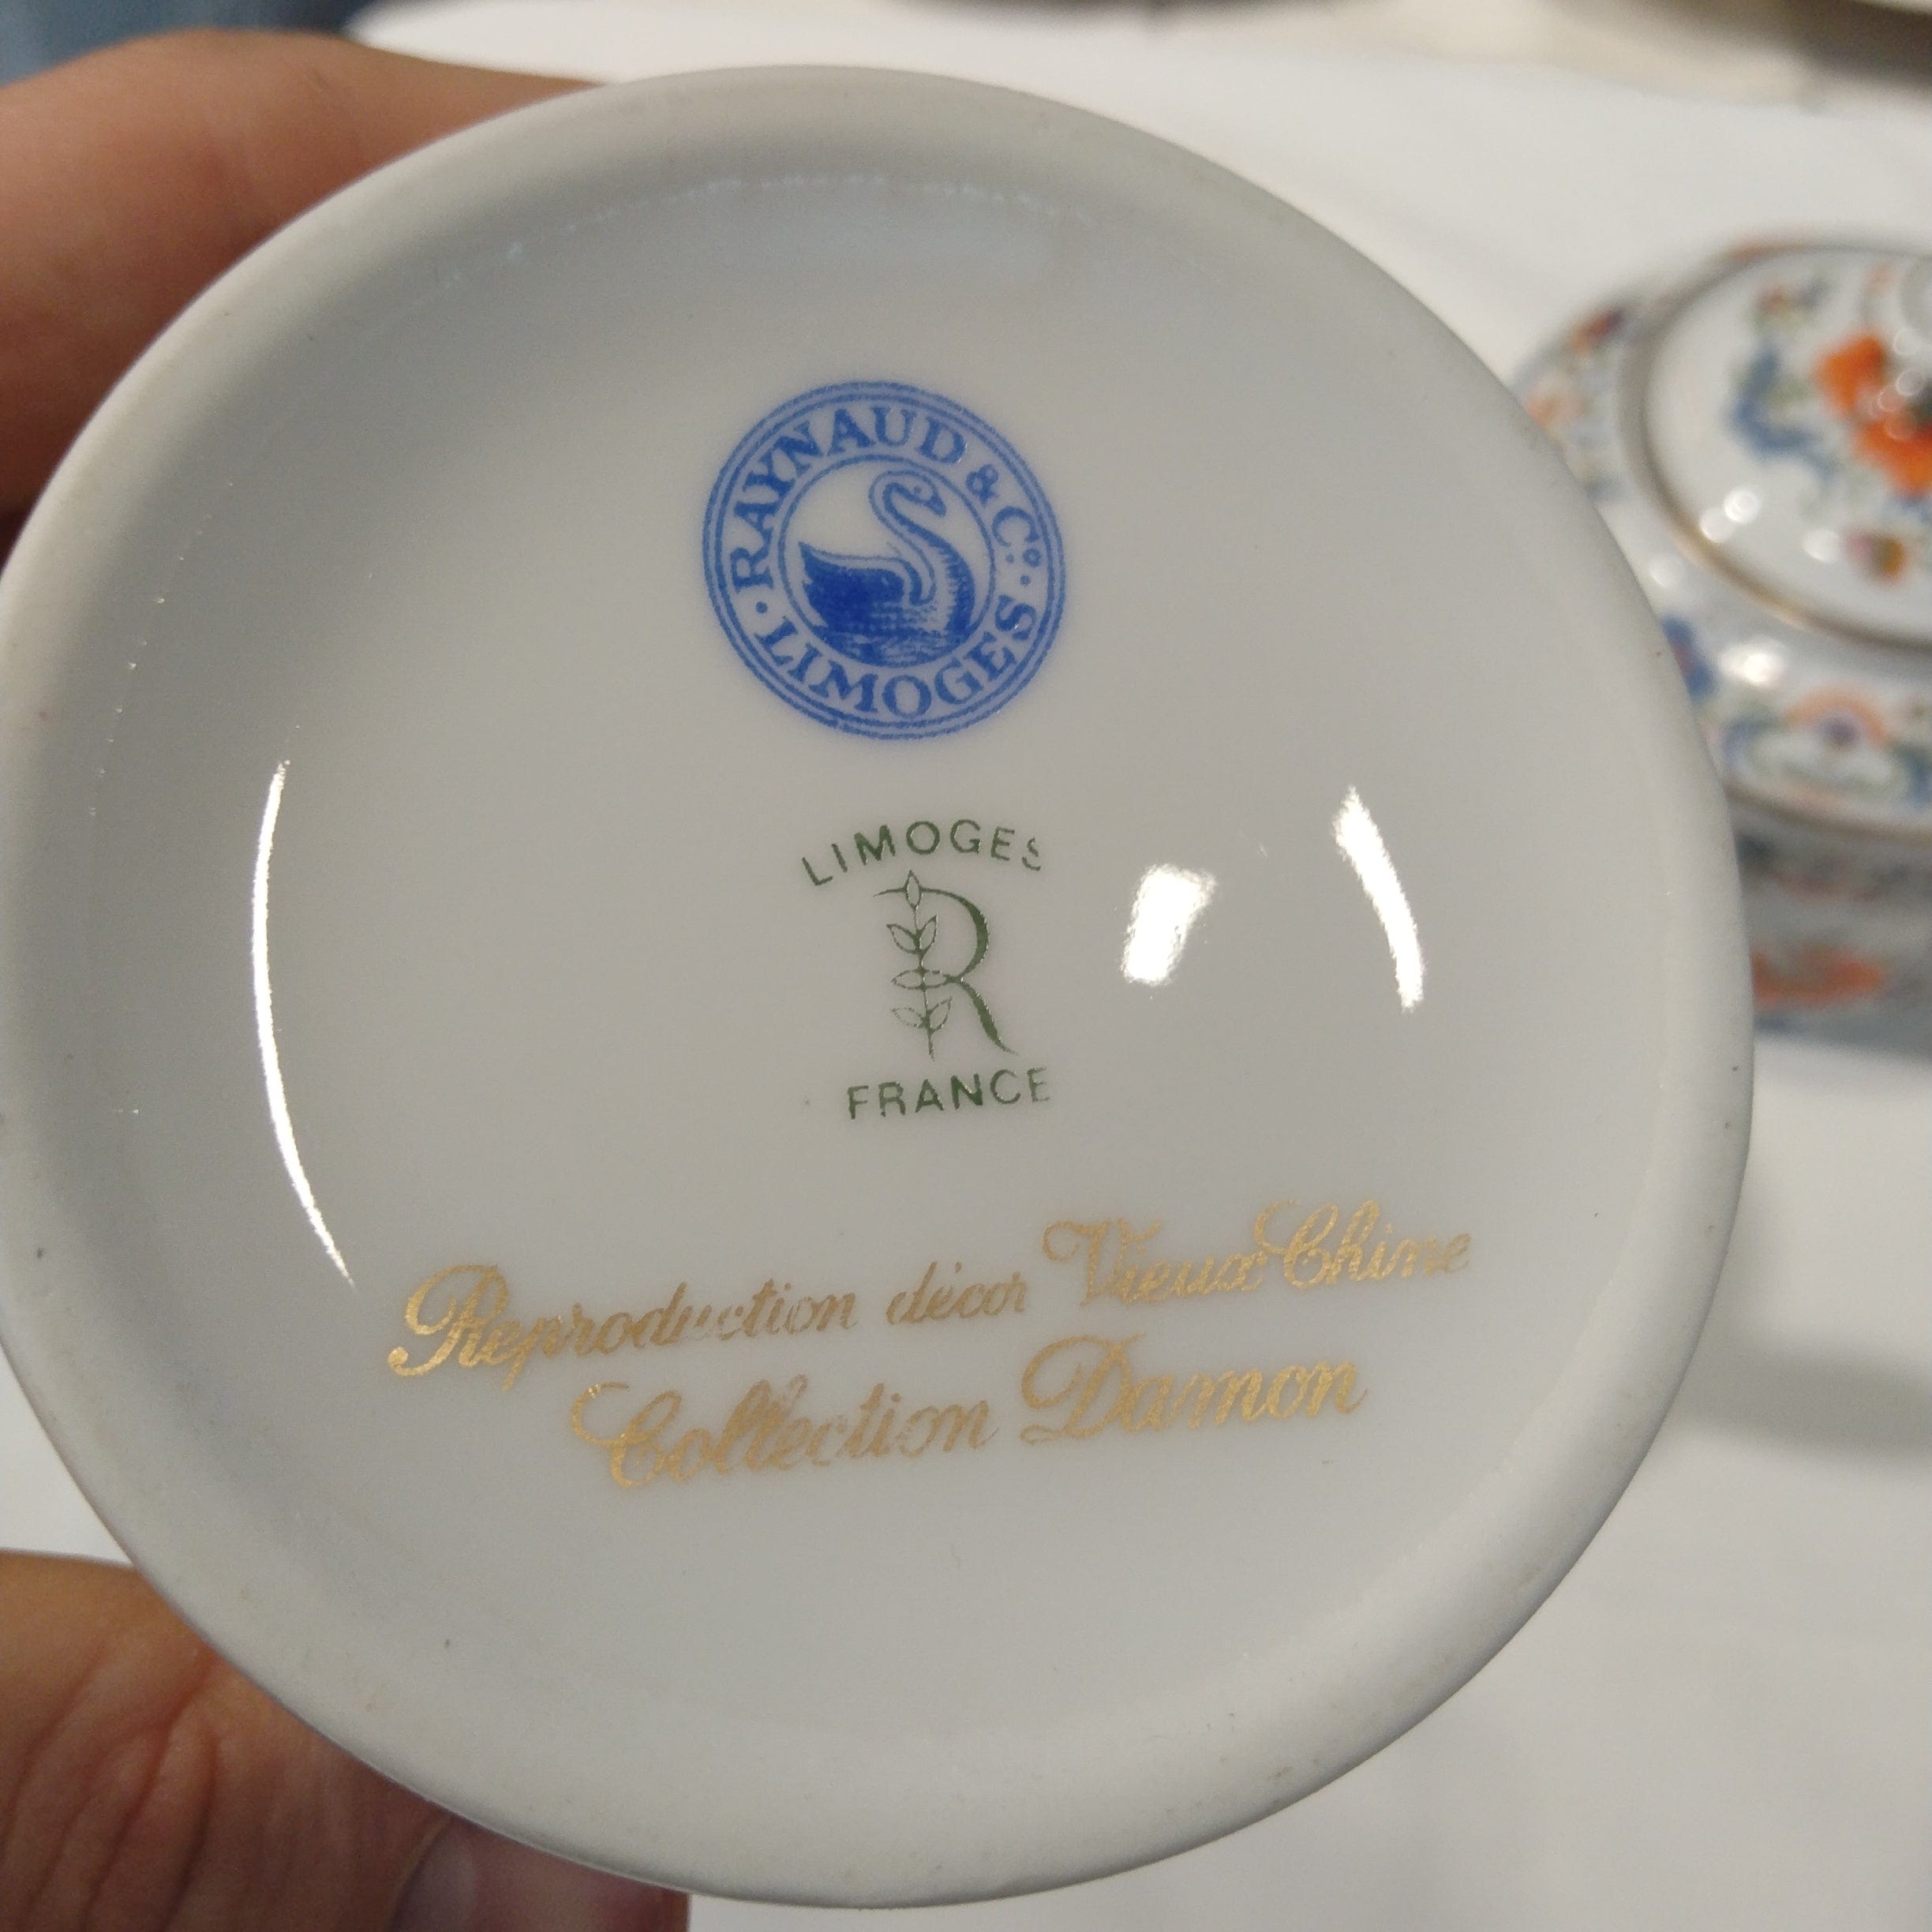 RAYNAUD & Cº.
LIMOGES
LIMOGES
R
FRANCE
Reproduction décor Vieux Chine
Collection Damon